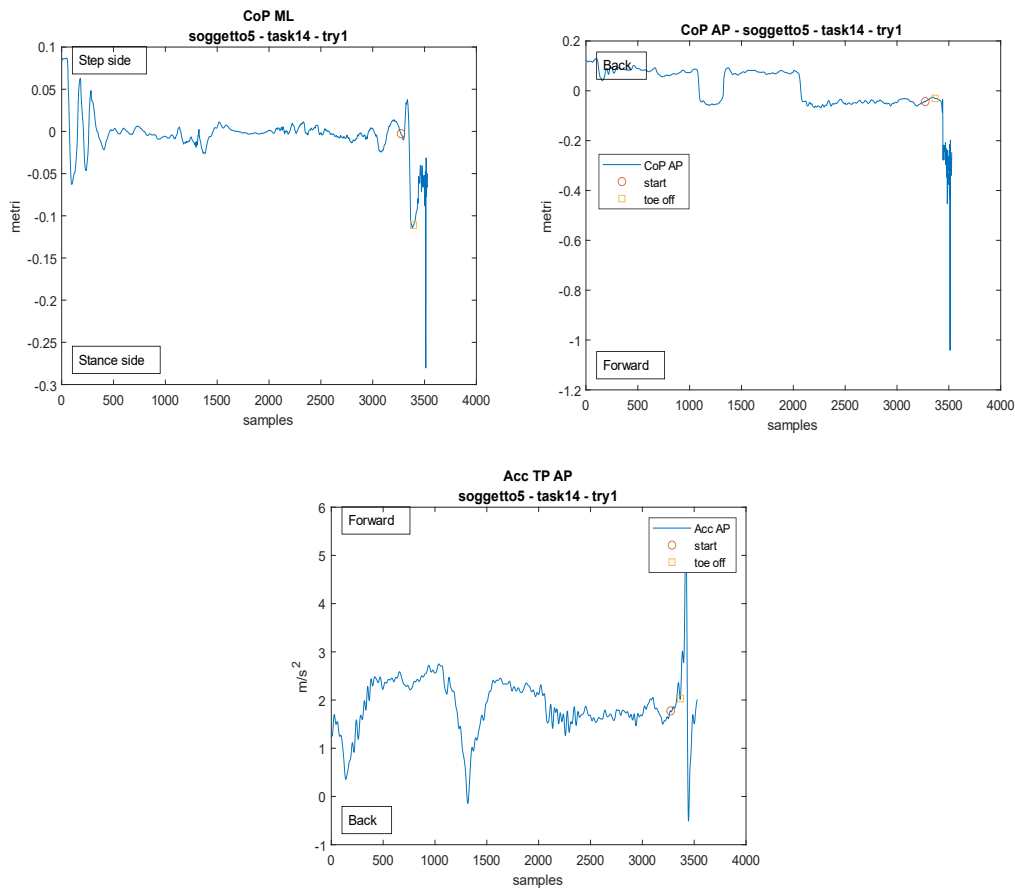 CoP ML
soggetto5 - task14 - try1
0.1
0.05
0
-0.05
-0.1
-0.15
-0.2
-0.25
-0.3
metri
Step side
Stance side
0 500 1000 1500 2000 2500 3000 3500 4000
samples
CoP AP - soggetto5 - task14 - try1
0.2
0
-0.2
-0.4
-0.6
-0.8
-1
-1.2
metri
Back
CoP AP
start
toe off
Forward
0 500 1000 1500 2000 2500 3000 3500 4000
samples
Acc TP AP
soggetto5 - task14 - try1
6
5
4
3
2
1
0
-1
m/s²
Forward
Acc AP
start
toe off
Back
0 500 1000 1500 2000 2500 3000 3500 4000
samples